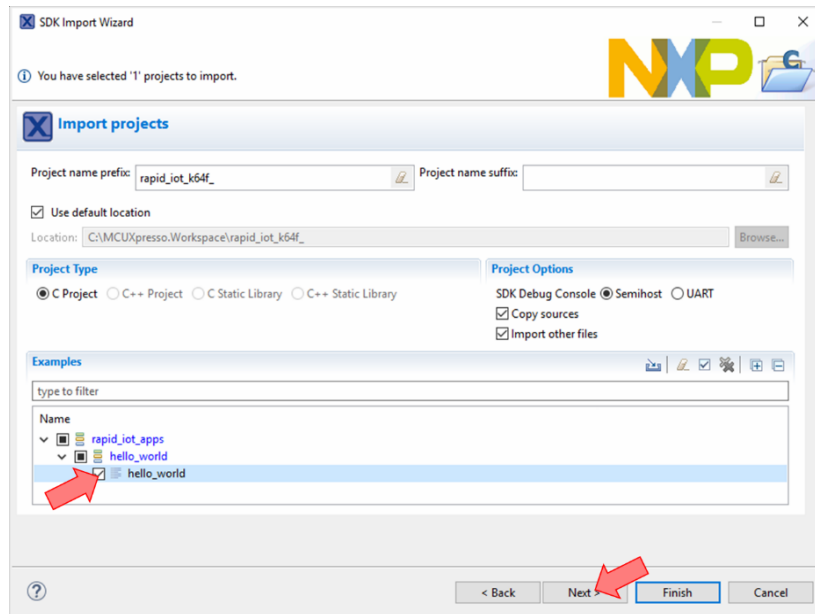 SDK Import Wizard
You have selected '1' projects to import.
NXP
Import projects
Project name prefix: rapid_iot_k64f_ Project name suffix:
Use default location
Location: C:\MCUXpresso.Workspace\rapid_iot_k64f_ Browse...
Project Type Project Options
C Project C++ Project C Static Library C++ Static Library SDK Debug Console Semihost UART
Copy sources
Import other files
Examples
type to filter
Name
rapid_iot_apps
hello_world
hello_world
< Back Next > Finish Cancel